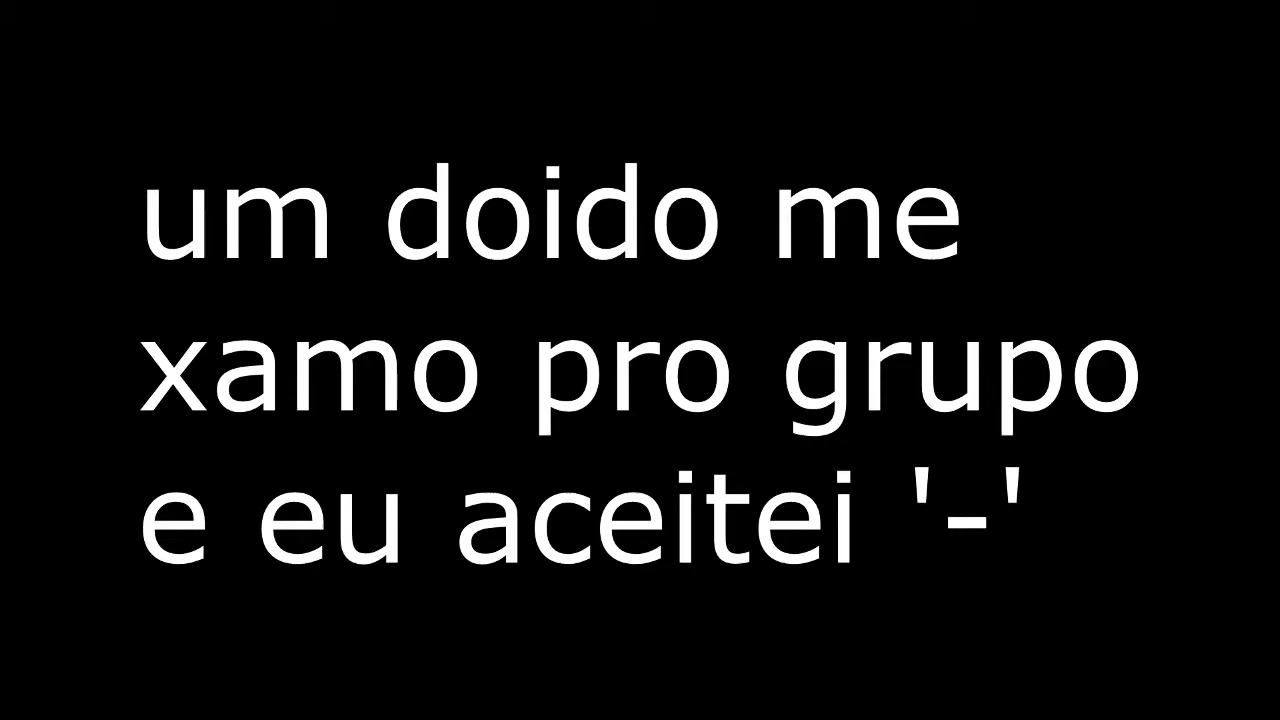 um doido me
xamo pro grupo
e eu aceitei '-'